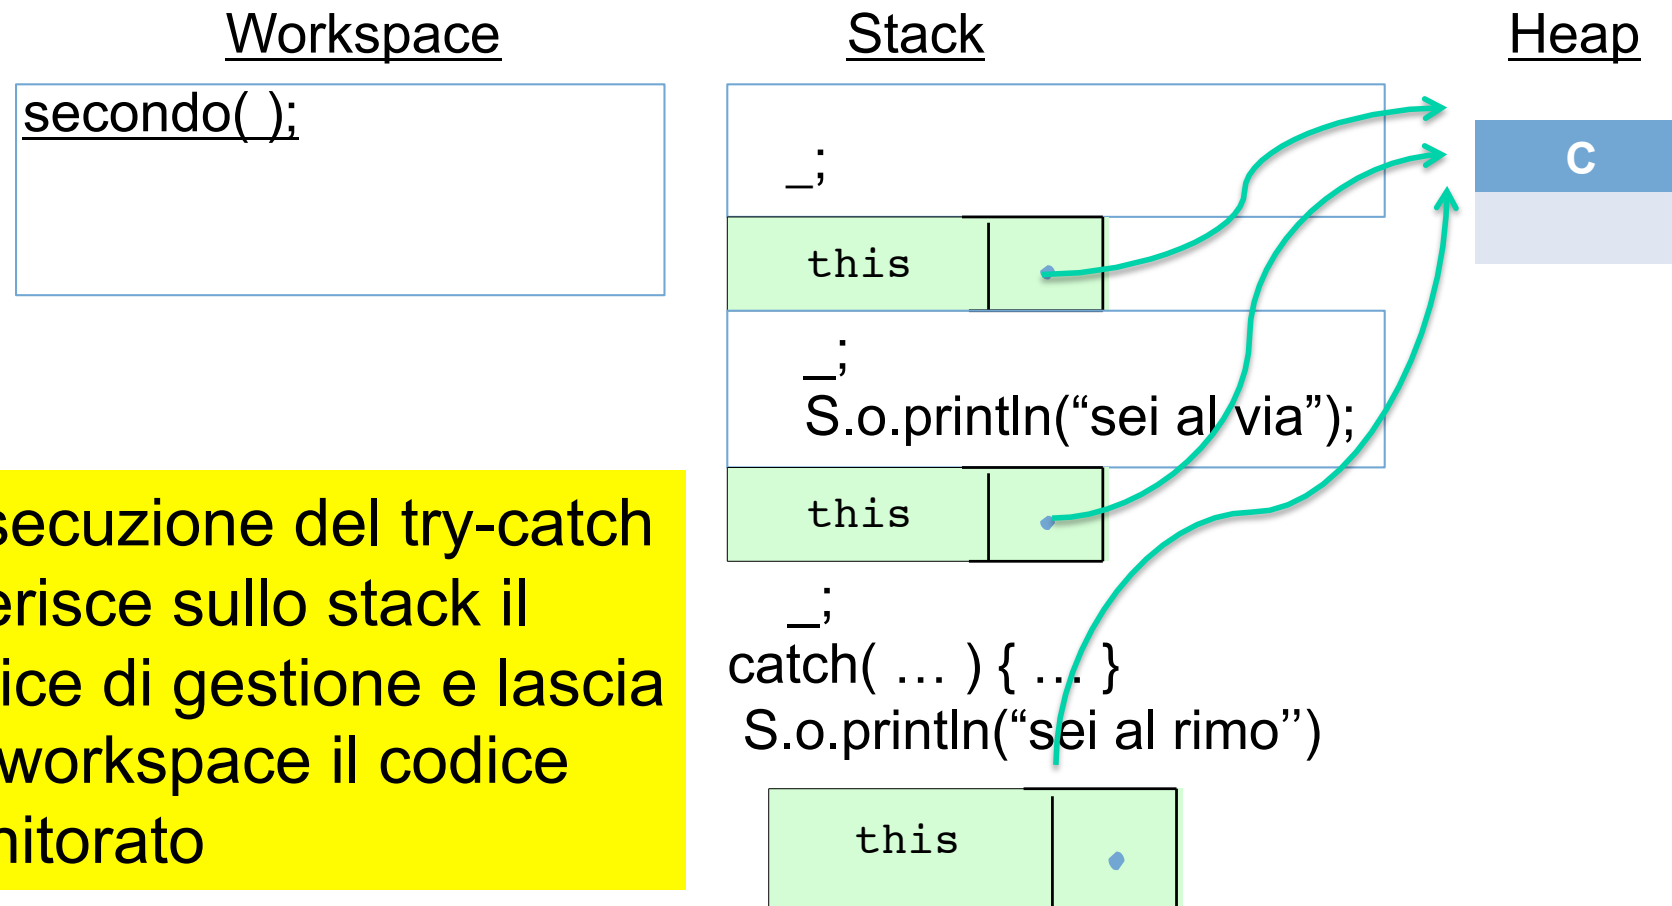 Workspace
Stack
Heap
secondo( );
_;
C
this
_;
S.o.println(“sei al via”);
this
secuzione del try-catch
erisce sullo stack il
ice di gestione e lascia
workspace il codice
nitorato
_;
catch( … ) { … }
S.o.println(“sei al rimo’’)
this